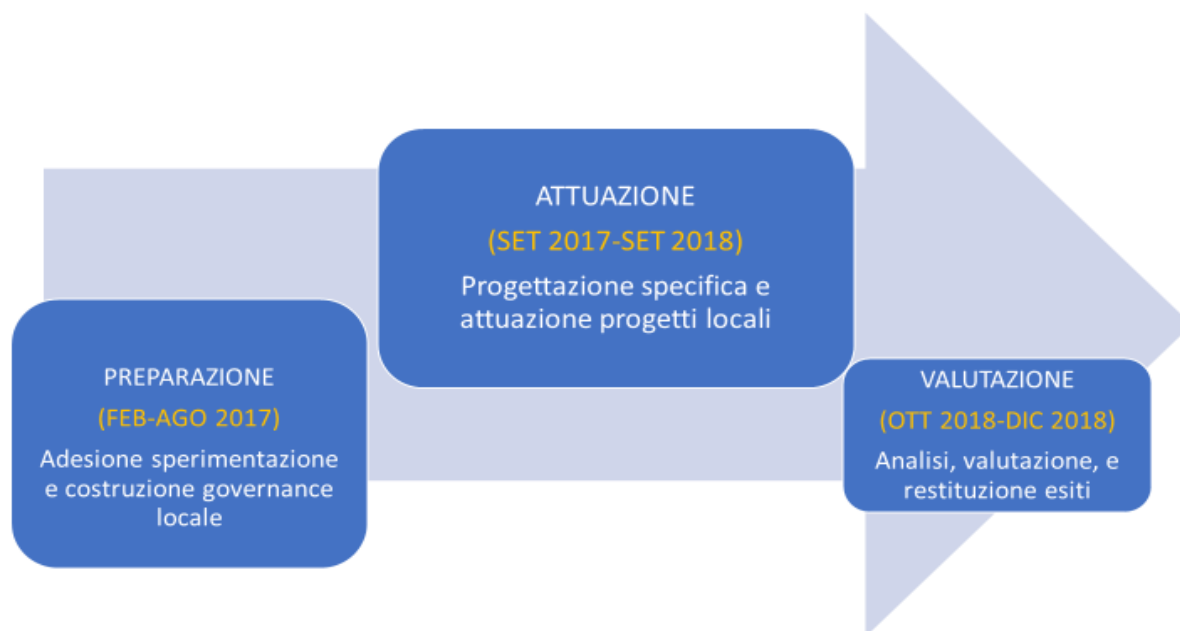 PREPARAZIONE
(FEB-AGO 2017)
Adesione sperimentazione
e costruzione governance
locale
ATTUAZIONE
(SET 2017-SET 2018)
Progettazione specifica e
attuazione progetti locali
VALUTAZIONE
(OTT 2018-DIC 2018)
Analisi, valutazione, e
restituzione esiti